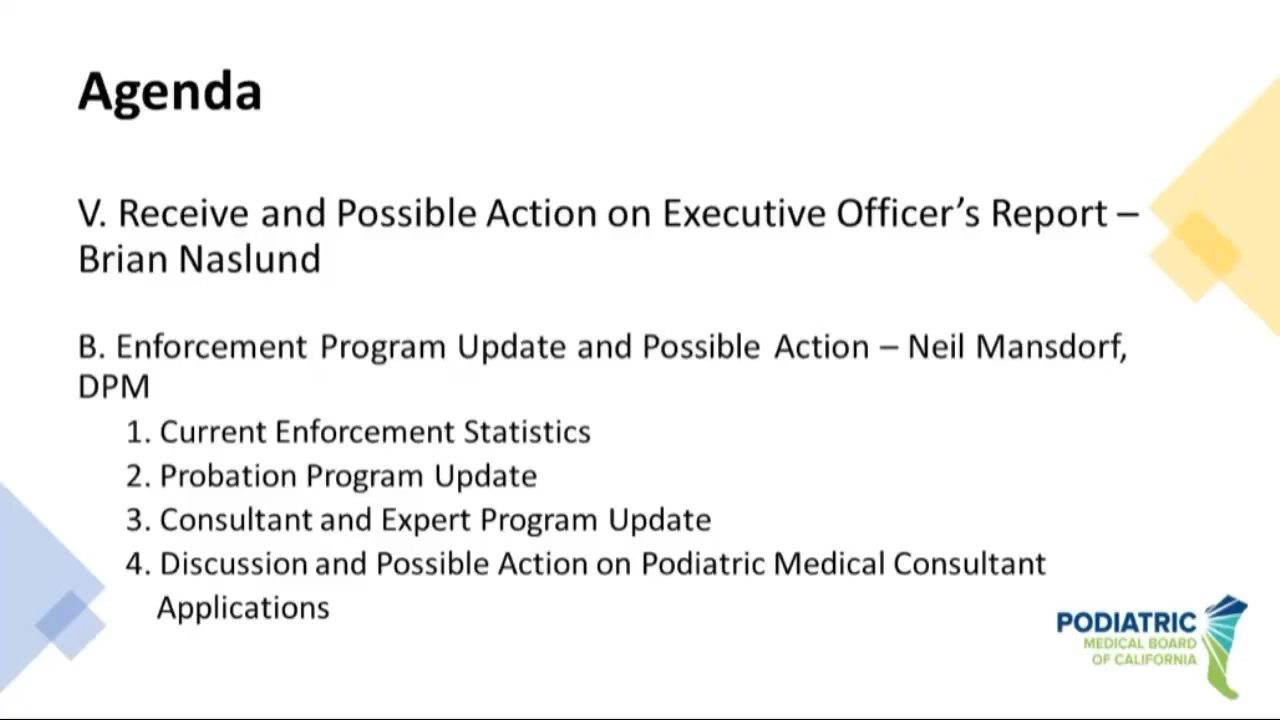 Agenda
V. Receive and Possible Action on Executive Officer’s Report –
Brian Naslund
B. Enforcement Program Update and Possible Action – Neil Mansdorf,
DPM
1. Current Enforcement Statistics
2. Probation Program Update
3. Consultant and Expert Program Update
4. Discussion and Possible Action on Podiatric Medical Consultant
Applications
PODIATRIC
MEDICAL BOARD
OF CALIFORNIA